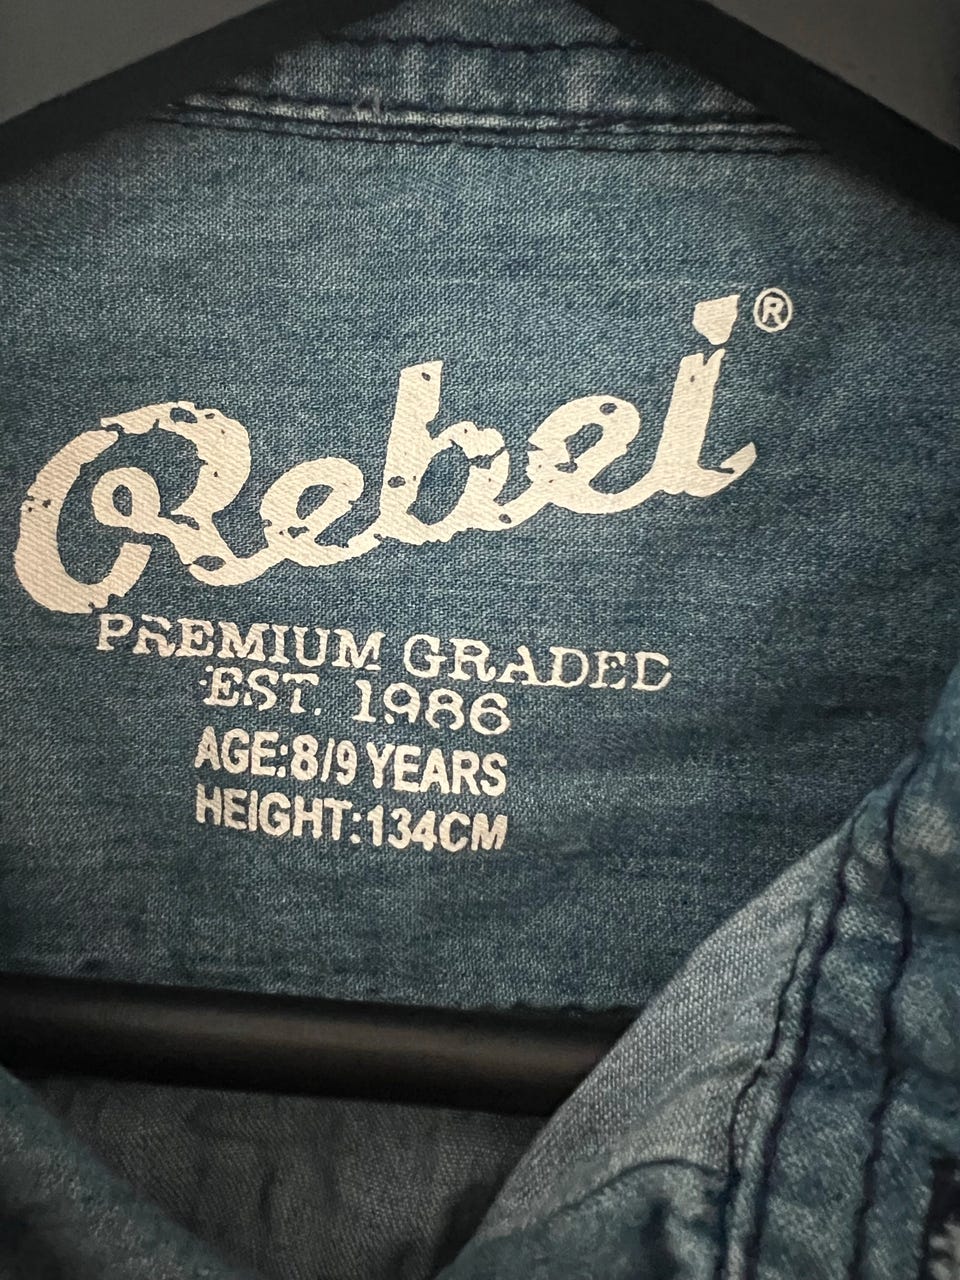 Rebel®
PREMIUM GRADED
EST. 1986
AGE:8/9 YEARS
HEIGHT:134CM